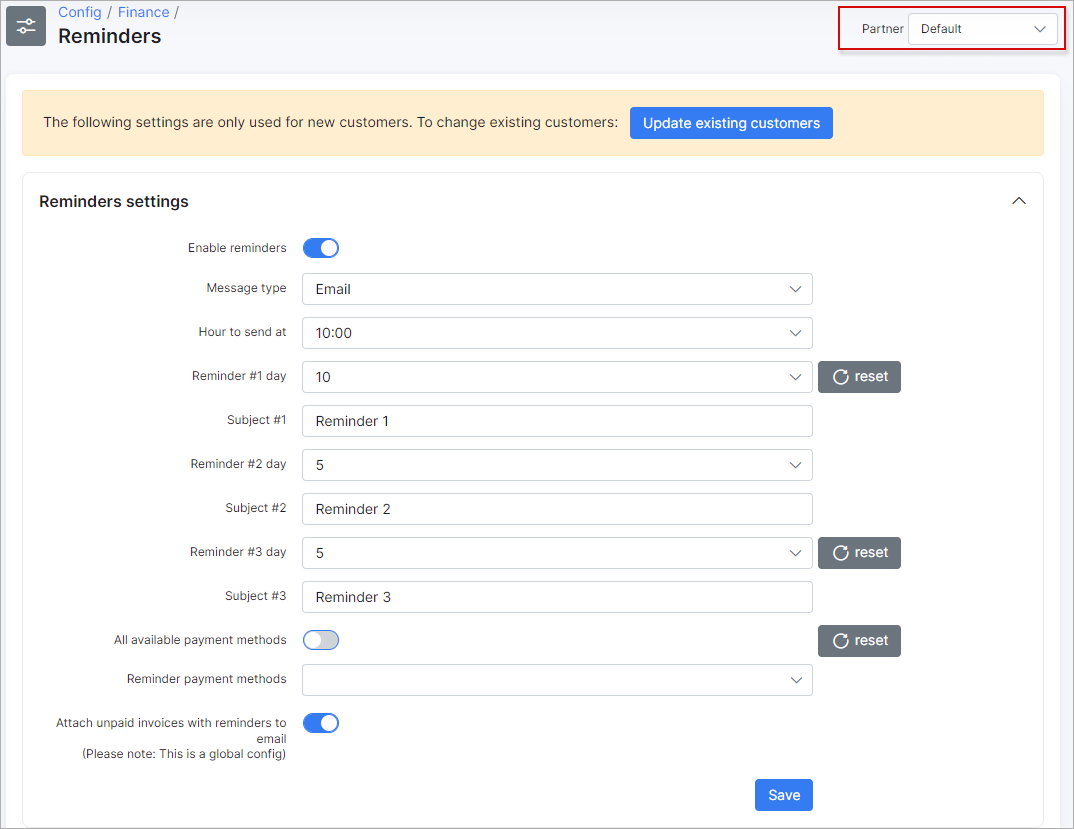 Config / Finance /
Reminders
Partner Default
The following settings are only used for new customers. To change existing customers: Update existing customers
Reminders settings
Enable reminders
Message type Email
Hour to send at 10:00
Reminder #1 day 10 reset
Subject #1 Reminder 1
Reminder #2 day 5
Subject #2 Reminder 2
Reminder #3 day 5 reset
Subject #3 Reminder 3
All available payment methods reset
Reminder payment methods
Attach unpaid invoices with reminders to
email
(Please note: This is a global config)
Save